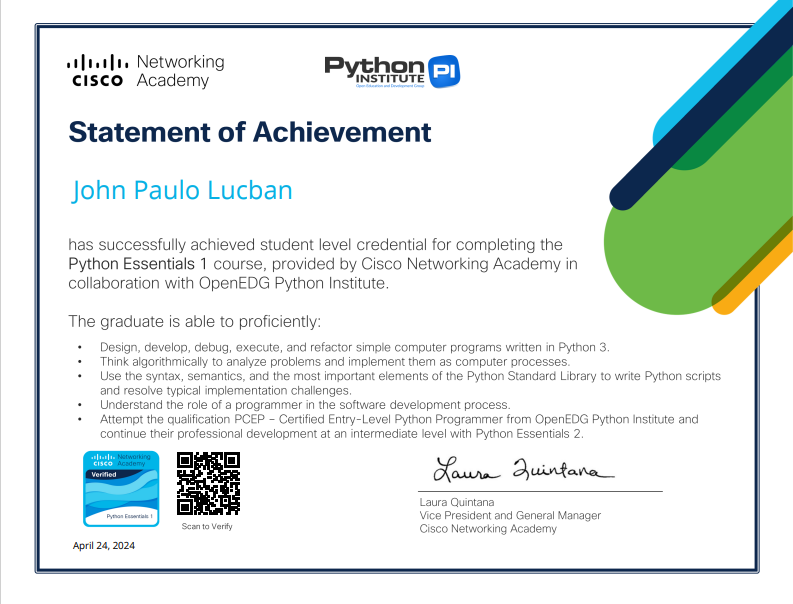 Networking
CISCO Academy
Python
INSTITUTE
PI
Open Education and Development Group
Statement of Achievement
John Paulo Lucban
has successfully achieved student level credential for completing the
Python Essentials 1 course, provided by Cisco Networking Academy in
collaboration with OpenEDG Python Institute.
The graduate is able to proficiently:
• Design, develop, debug, execute, and refactor simple computer programs written in Python 3.
• Think algorithmically to analyze problems and implement them as computer processes.
• Use the syntax, semantics, and the most important elements of the Python Standard Library to write Python scripts
and resolve typical implementation challenges.
• Understand the role of a programmer in the software development process.
• Attempt the qualification PCEP – Certified Entry-Level Python Programmer from OpenEDG Python Institute and
continue their professional development at an intermediate level with Python Essentials 2.
Networking
CISCO Academy
Verified
Python Essentials 1
Scan to Verify
April 24, 2024
Laura Quintana
Laura Quintana
Vice President and General Manager
Cisco Networking Academy